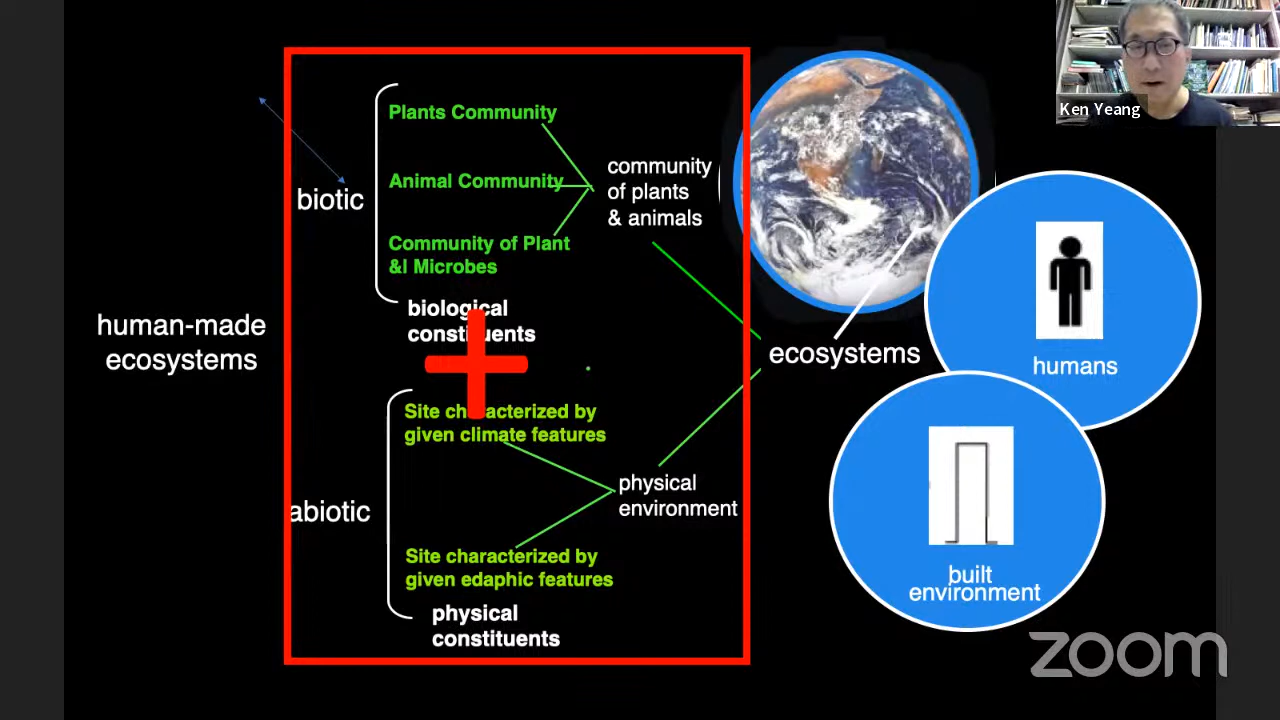 Ken Yeang
Plants Community
Animal Community
Community of Plant
&I Microbes
biotic
community
of plants
& animals
biological
constituents
human-made
ecosystems
ecosystems
humans
Site characterized by
given climate features
abiotic
physical
environment
Site characterized by
given edaphic features
physical
constituents
built
environment
zoom